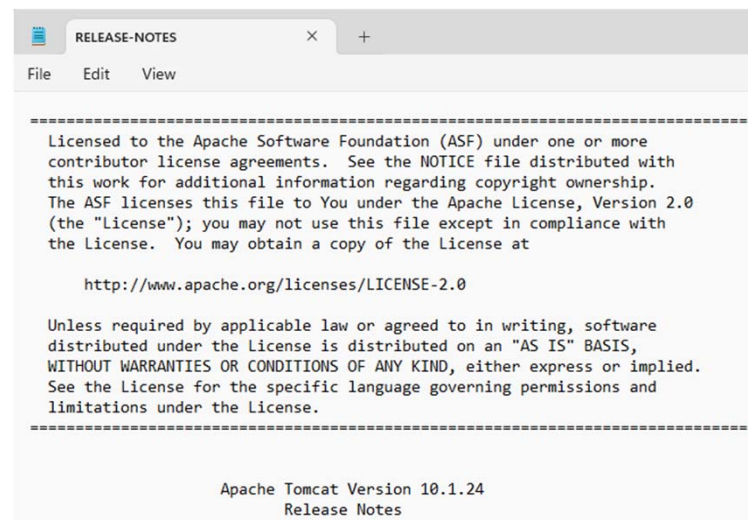 RELEASE-NOTES
File Edit View
================================================================================
Licensed to the Apache Software Foundation (ASF) under one or more
contributor license agreements.  See the NOTICE file distributed with
this work for additional information regarding copyright ownership.
The ASF licenses this file to You under the Apache License, Version 2.0
(the "License"); you may not use this file except in compliance with
the License.  You may obtain a copy of the License at
http://www.apache.org/licenses/LICENSE-2.0
Unless required by applicable law or agreed to in writing, software
distributed under the License is distributed on an "AS IS" BASIS,
WITHOUT WARRANTIES OR CONDITIONS OF ANY KIND, either express or implied.
See the License for the specific language governing permissions and
limitations under the License.
================================================================================
Apache Tomcat Version 10.1.24
Release Notes